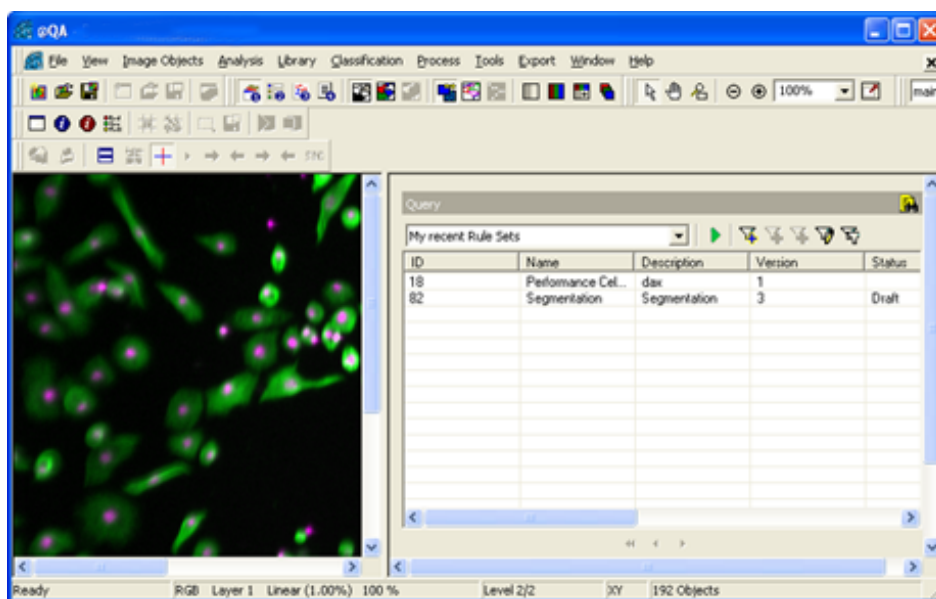 QA
File View Image Objects Analysis Library Classification Process Tools Export Window Help
100% main
Query
My recent Rule Sets
ID Name Description Version Status
18 Performance Cel... dax 1
82 Segmentation Segmentation 3 Draft
Ready RGB Layer 1 Linear (1.00%) 100 % Level 2/2 XY 192 Objects